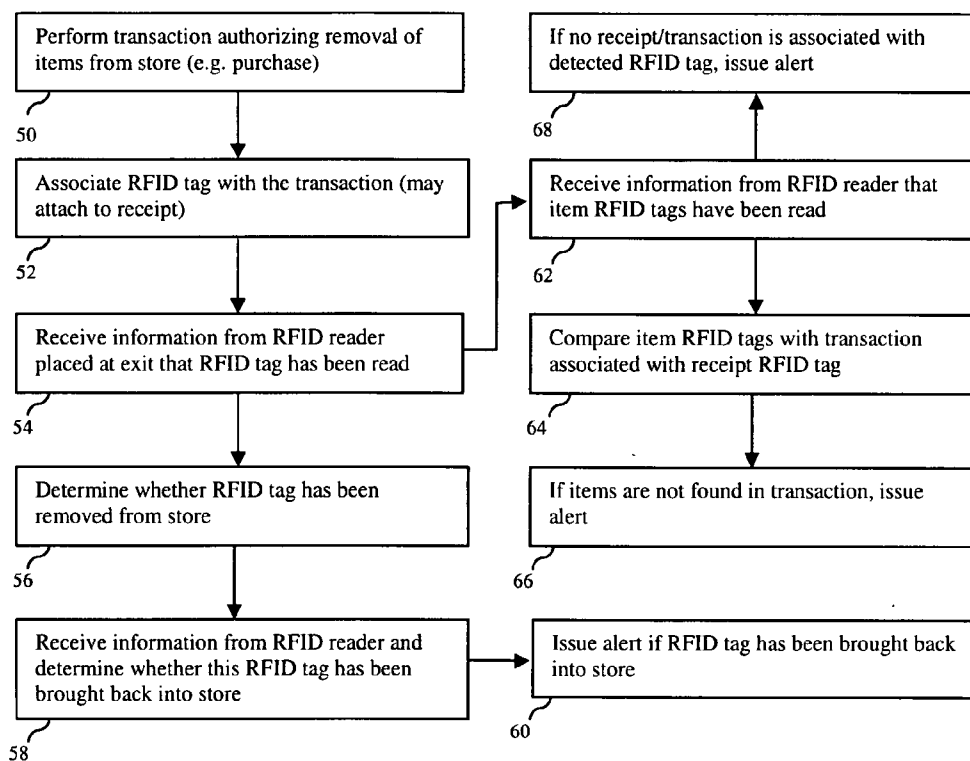 Perform transaction authorizing removal of
items from store (e.g. purchase)
50
Associate RFID tag with the transaction (may
attach to receipt)
52
Receive information from RFID reader
placed at exit that RFID tag has been read
54
Determine whether RFID tag has been
removed from store
56
Receive information from RFID reader and
determine whether this RFID tag has been
brought back into store
58
If no receipt/transaction is associated with
detected RFID tag, issue alert
68
Receive information from RFID reader that
item RFID tags have been read
62
Compare item RFID tags with transaction
associated with receipt RFID tag
64
If items are not found in transaction, issue
alert
66
Issue alert if RFID tag has been brought back
into store
60